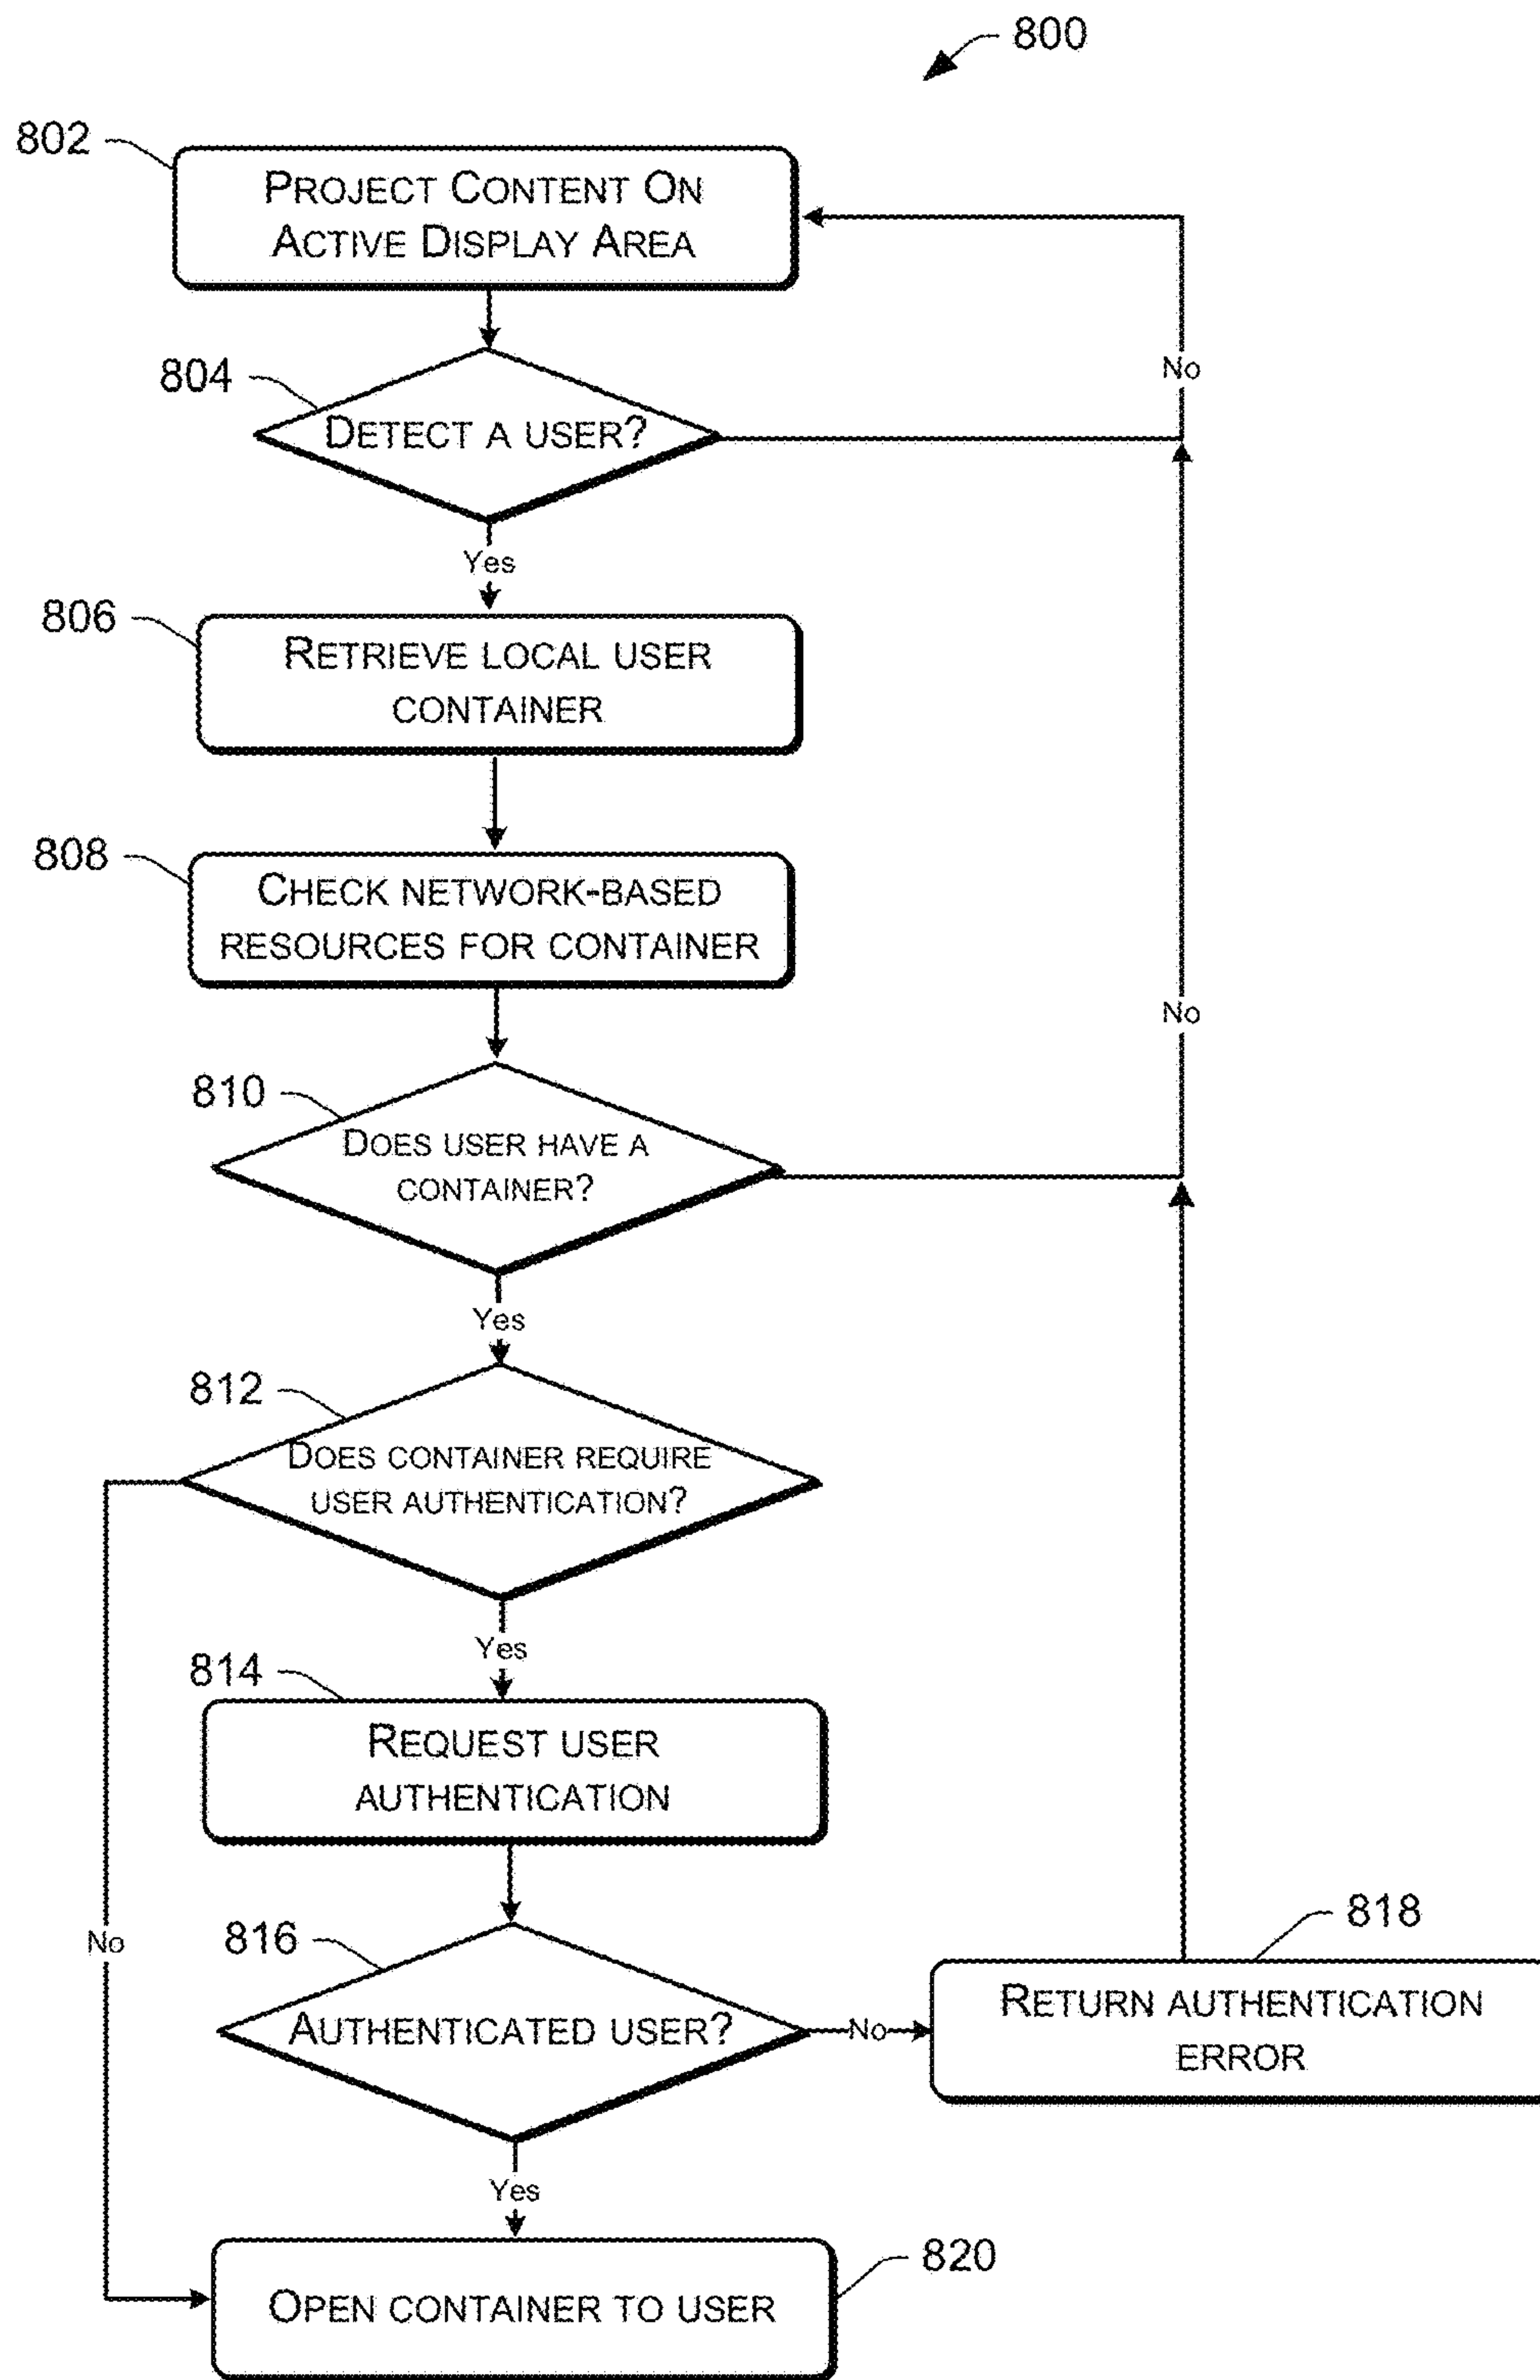 800
802
PROJECT CONTENT ON
ACTIVE DISPLAY AREA
No
804
DETECT A USER?
Yes
806
RETRIEVE LOCAL USER
CONTAINER
808
CHECK NETWORK-BASED
RESOURCES FOR CONTAINER
No
810
DOES USER HAVE A
CONTAINER?
Yes
812
DOES CONTAINER REQUIRE
USER AUTHENTICATION?
Yes
814
REQUEST USER
AUTHENTICATION
No
816
818
AUTHENTICATED USER?
No
RETURN AUTHENTICATION
ERROR
Yes
820
OPEN CONTAINER TO USER